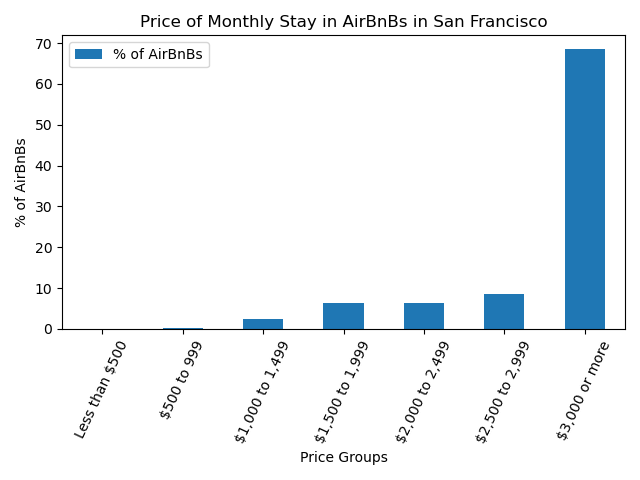 Price of Monthly Stay in AirBnBs in San Francisco
% of AirBnBs
% of AirBnBs
70
60
50
40
30
20
10
0
Less than $500
$500 to 999
$1,000 to 1,499
$1,500 to 1,999
$2,000 to 2,499
$2,500 to 2,999
$3,000 or more
Price Groups